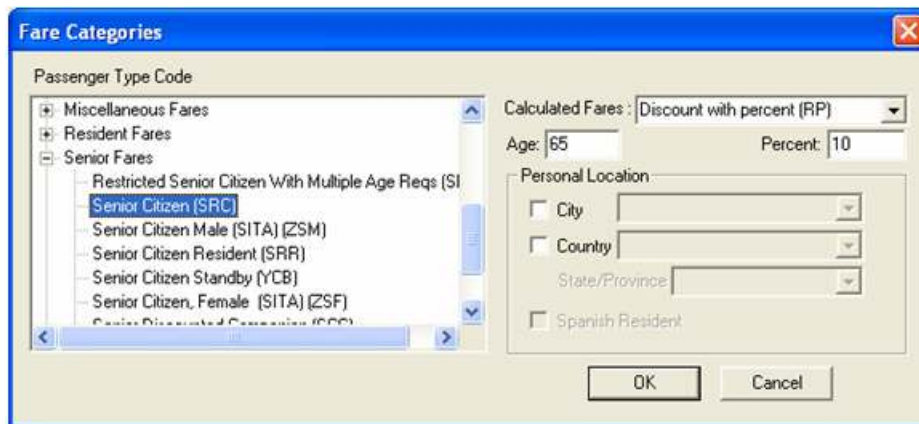 Fare Categories
Passenger Type Code
Miscellaneous Fares
Resident Fares
Senior Fares
Restricted Senior Citizen With Multiple Age Reqs (SI
Senior Citizen (SRC)
Senior Citizen Male (SITA) (ZSM)
Senior Citizen Resident (SRR)
Senior Citizen Standby (YCB)
Senior Citizen, Female (SITA) (ZSF)
Calculated Fares : Discount with percent (RP)
Age: 65 Percent: 10
Personal Location
City
Country
State/Province
Spanish Resident
OK Cancel